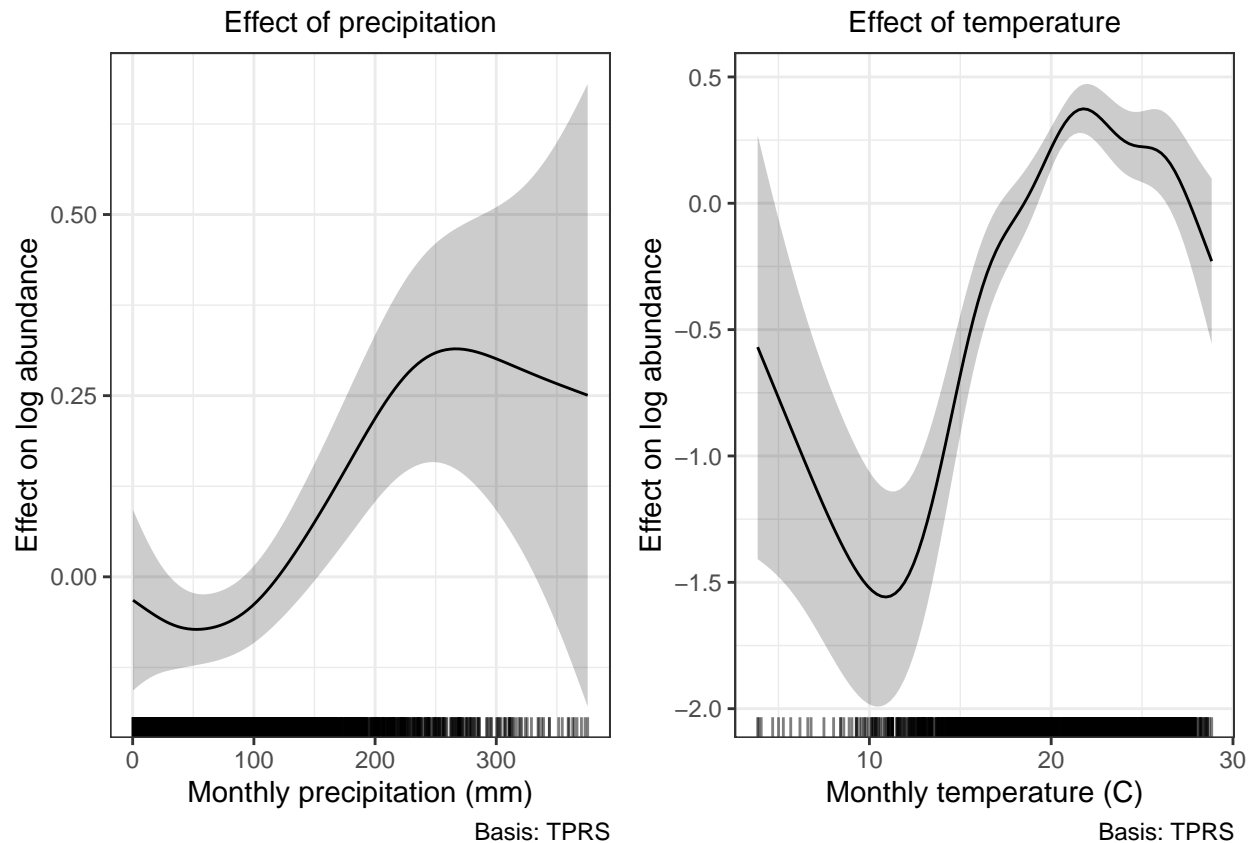 Effect of precipitation
Effect on log abundance
0.50
0.25
0.00
0
100
200
300
Monthly precipitation (mm)
Basis: TPRS
Effect of temperature
Effect on log abundance
0.5
0.0
−0.5
−1.0
−1.5
−2.0
10
20
30
Monthly temperature (C)
Basis: TPRS